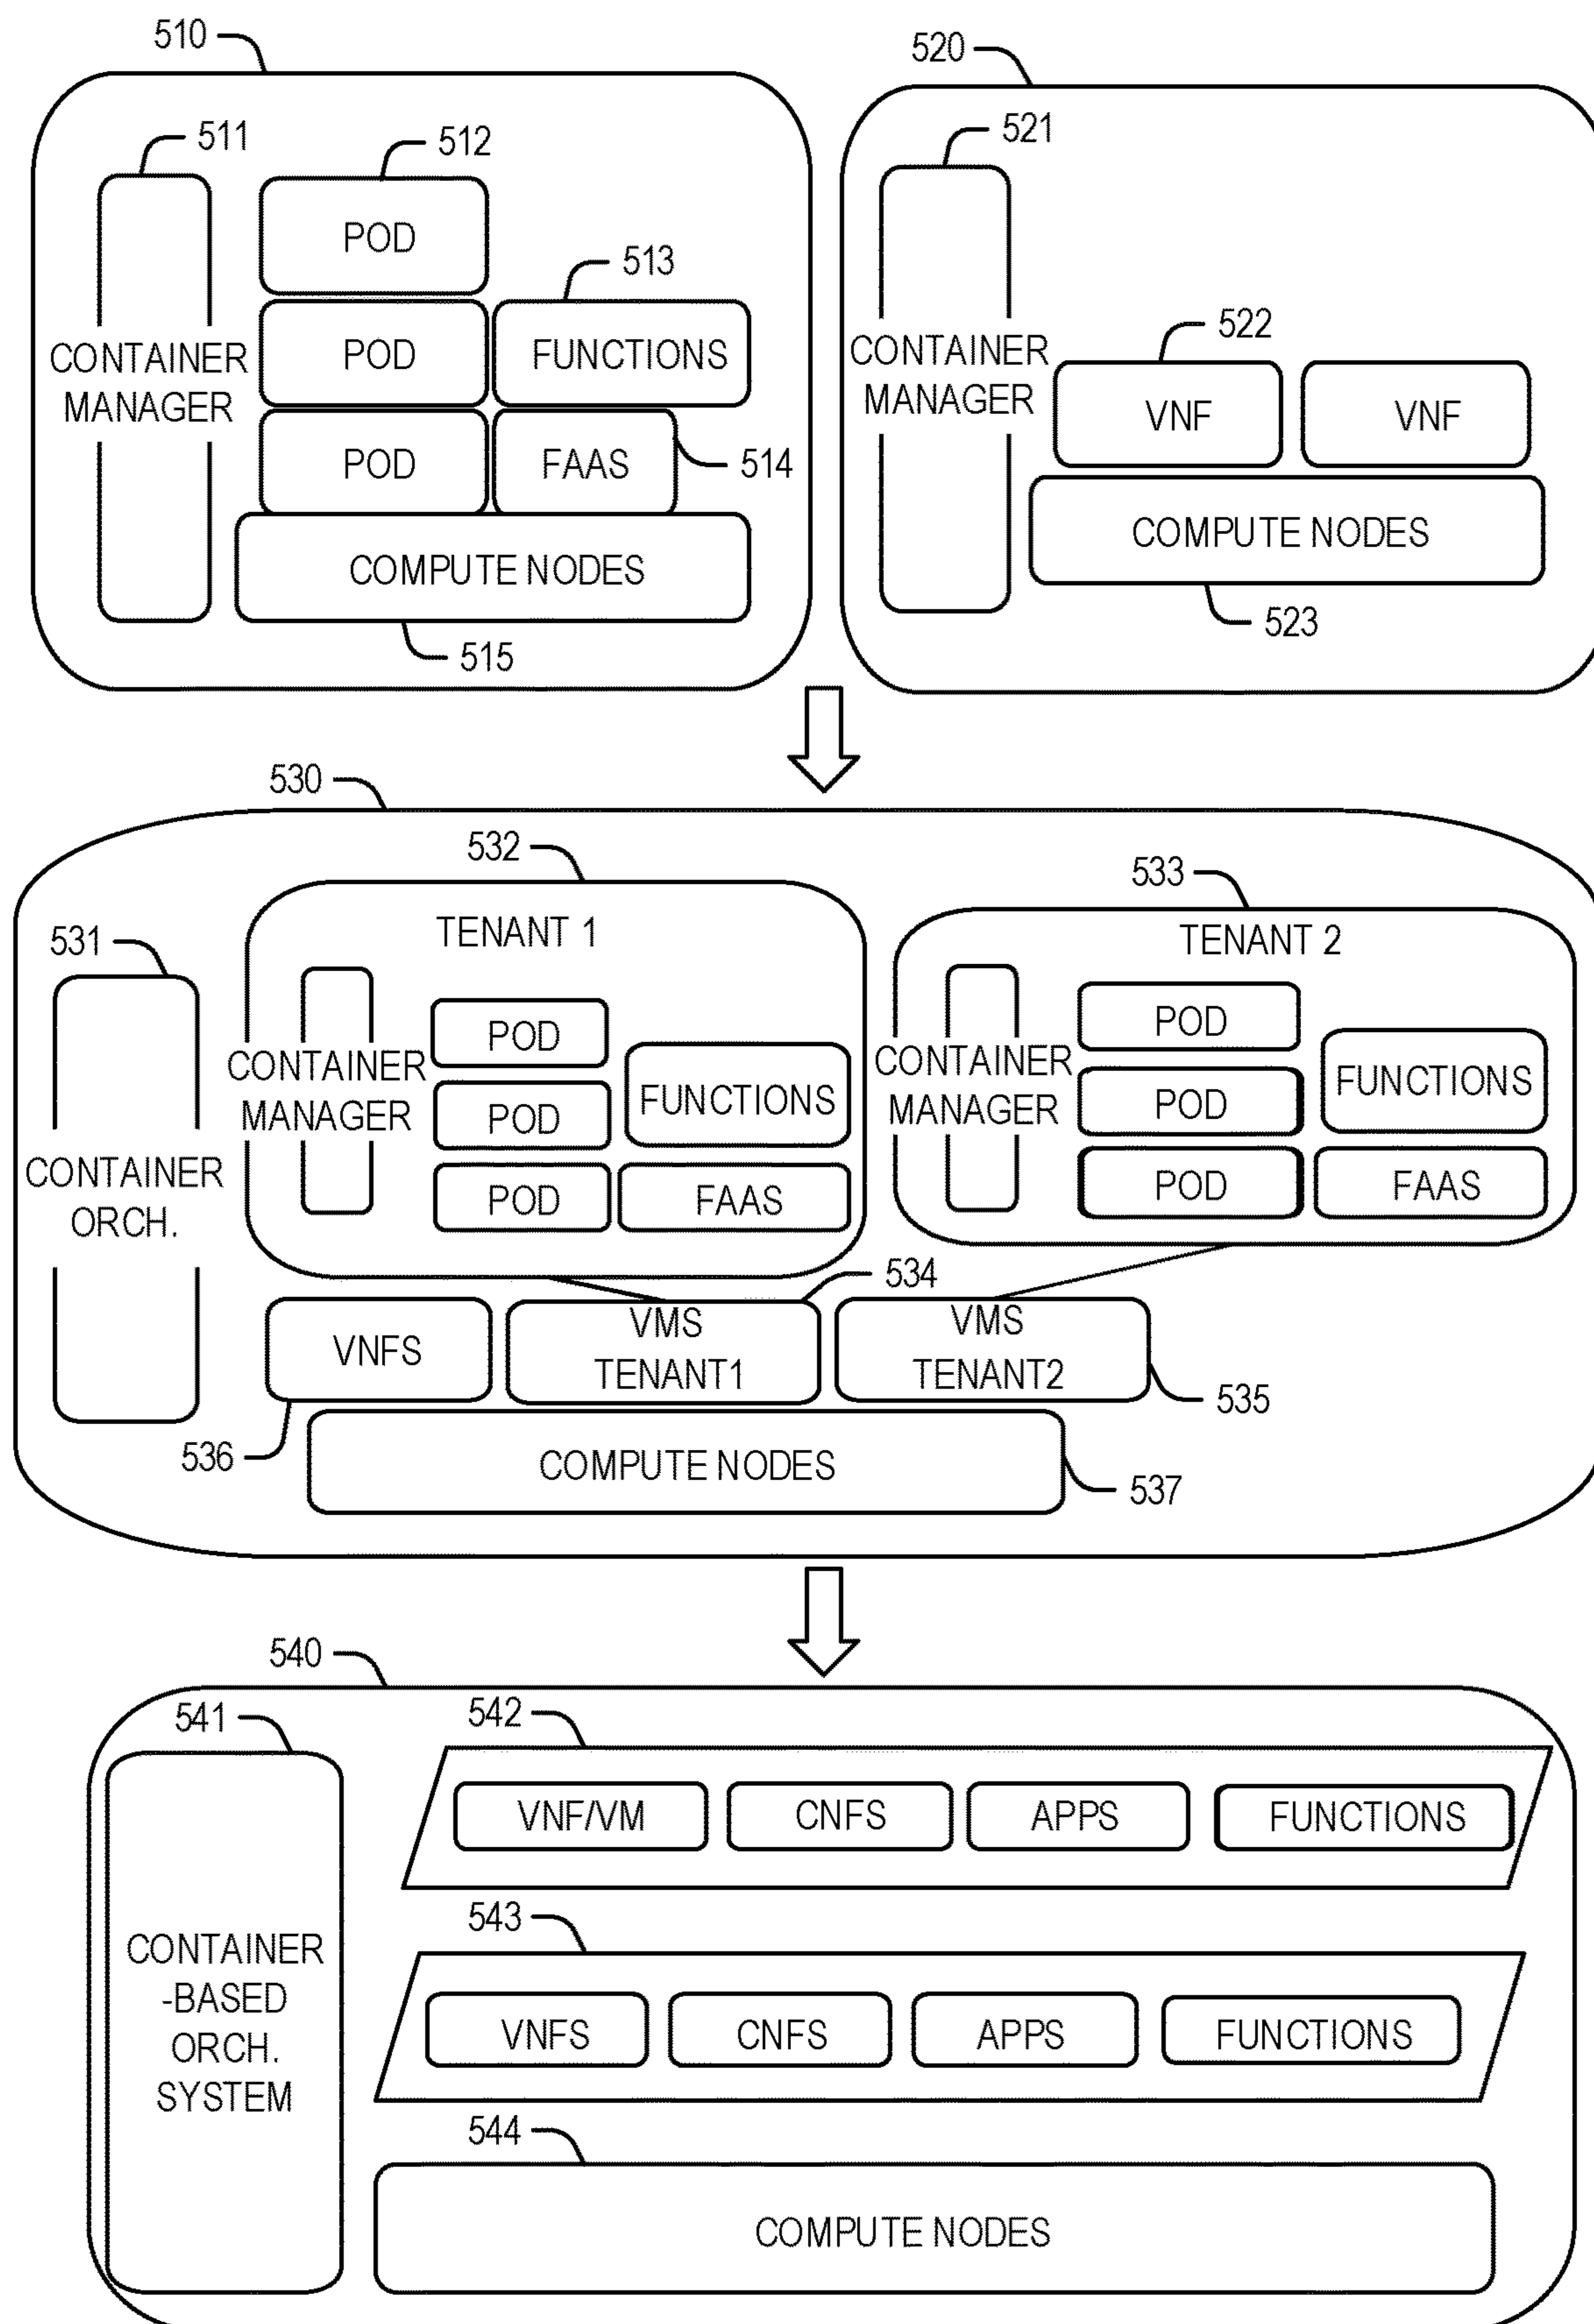 510
520
511
512
521
POD
513
522
CONTAINER
MANAGER
POD
FUNCTIONS
CONTAINER
MANAGER
VNF
VNF
POD
FAAS
514
COMPUTE NODES
COMPUTE NODES
515
523
530
532
533
531
TENANT 1
TENANT 2
CONTAINER
MANAGER
POD
POD
POD
FUNCTIONS
FAAS
CONTAINER
MANAGER
POD
POD
POD
FUNCTIONS
FAAS
CONTAINER
ORCH.
534
VNFS
VMS
TENANT1
VMS
TENANT2
535
536
COMPUTE NODES
537
540
541
542
VNF/VM
CNFS
APPS
FUNCTIONS
543
CONTAINER
-BASED
ORCH.
SYSTEM
VNFS
CNFS
APPS
FUNCTIONS
544
COMPUTE NODES